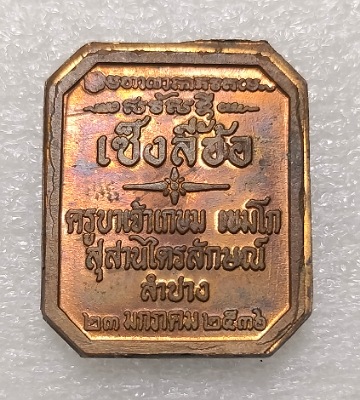 เซิงสี่ฮ้อ
ครูบาเจ้าเกษม เขมโก
สุสานไตรลักษณ์
ลำปาง
๒๓ มกราคม ๒๕๓๖